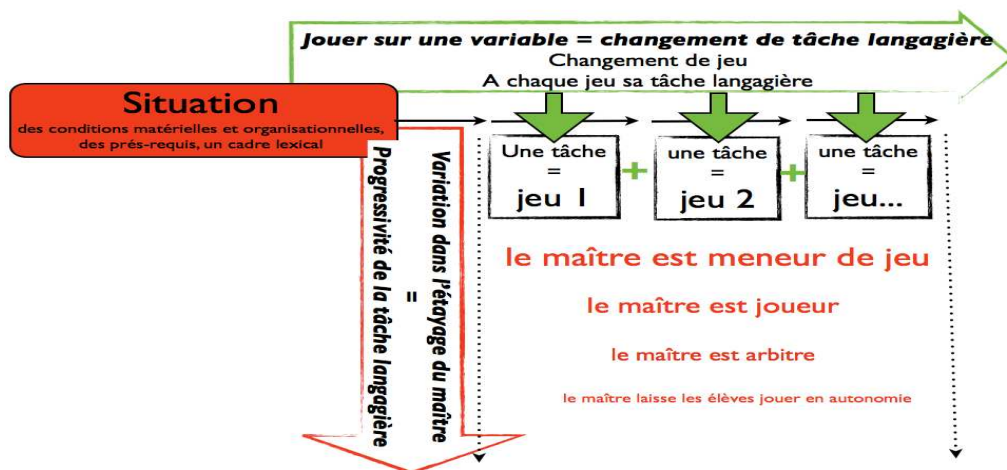 Jouer sur une variable = changement de tâche langagière
Changement de jeu
A chaque jeu sa tâche langagière
Situation
des conditions matérielles et organisationnelles,
des prés-requis, un cadre lexical
Une tâche
=
jeu 1
+
une tâche
=
jeu 2
+
une tâche
=
jeu...
Variation dans l'étayage du maître
=
Progressivité de la tâche langagière
le maître est meneur de jeu
le maître est joueur
le maître est arbitre
le maître laisse les élèves jouer en autonomie